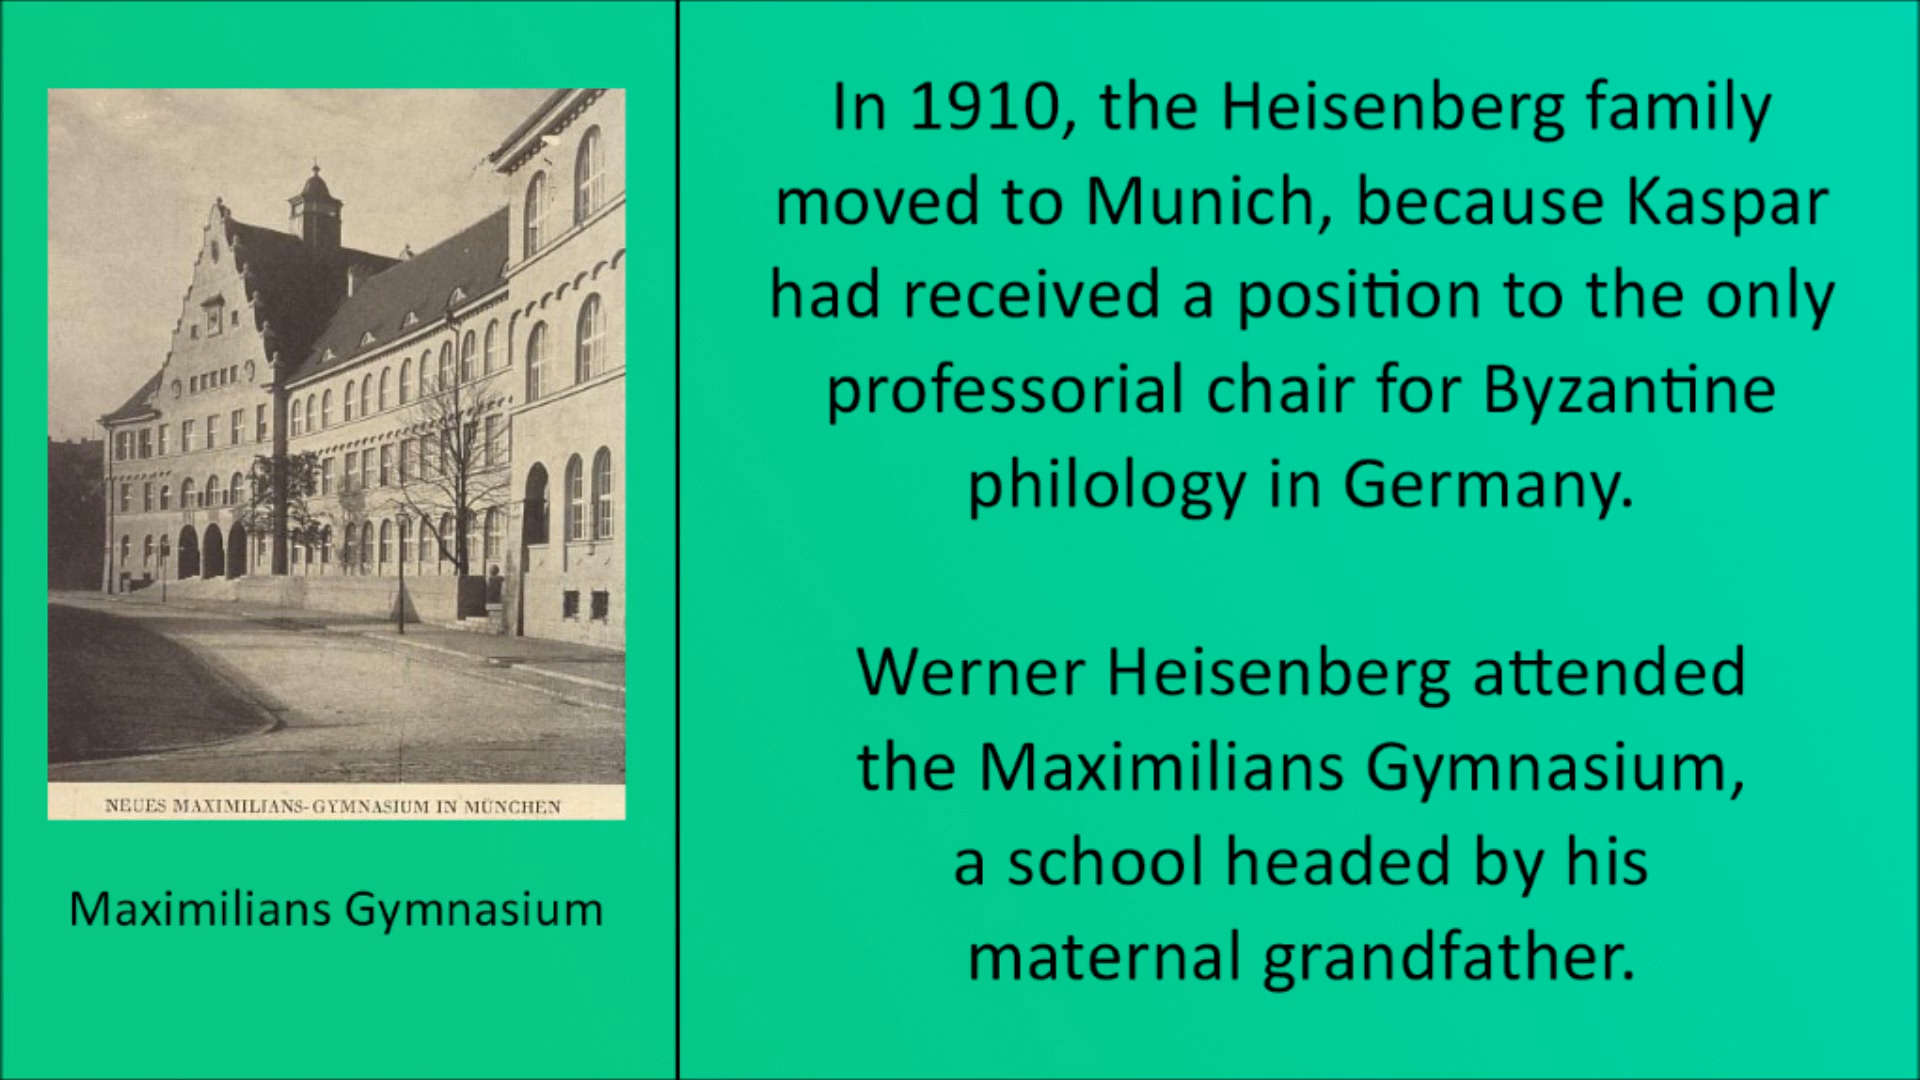 NEUES MAXIMILIANS-GYMNASIUM IN MÜNCHEN
Maximilians Gymnasium
In 1910, the Heisenberg family
moved to Munich, because Kaspar
had received a position to the only
professorial chair for Byzantine
philology in Germany.
Werner Heisenberg attended
the Maximilians Gymnasium,
a school headed by his
maternal grandfather.